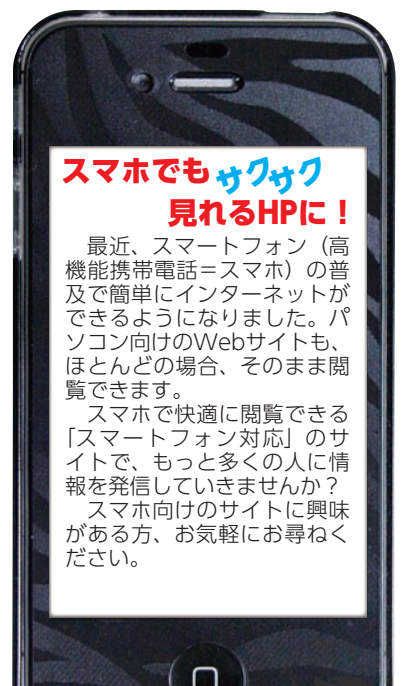 スマホでもサクサク
見れるHPに！
　最近、スマートフォン（高
機能携帯電話＝スマホ）の普
及で簡単にインターネットが
できるようになりました。パ
ソコン向けのWebサイトも、
ほとんどの場合、そのまま閲
覧できます。
　スマホで快適に閲覧できる
「スマートフォン対応」のサ
イトで、もっと多くの人に情
報を発信していきませんか？
　スマホ向けのサイトに興味
がある方、お気軽にお尋ねく
ださい。